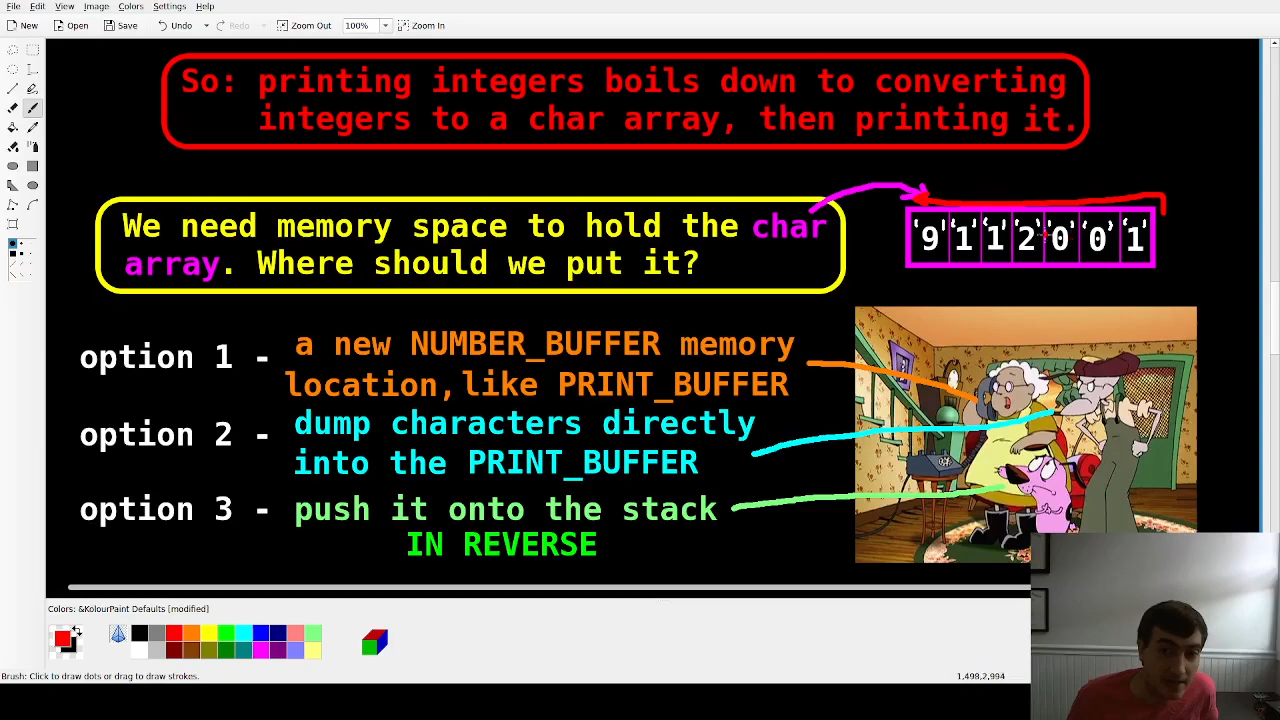 File Edit View Image Colors Settings Help
New Open Save Undo Redo Zoom Out 100% Zoom In
So: printing integers boils down to converting
integers to a char array, then printing it.
We need memory space to hold the char
array. Where should we put it?
'9' '1' '1' '2' '0' '0' '1'
option 1 - a new NUMBER_BUFFER memory
location, like PRINT_BUFFER
option 2 - dump characters directly
into the PRINT_BUFFER
option 3 - push it onto the stack
IN REVERSE
Colors: &KolourPaint Defaults [modified]
Brush: Click to draw dots or drag to draw strokes.
1,498,2,994